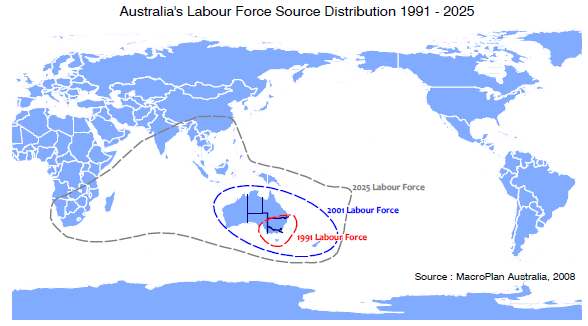 Australia's Labour Force Source Distribution 1991 - 2025
2025 Labour Force
2001 Labour Force
1991 Labour Force
Source : MacroPlan Australia, 2008